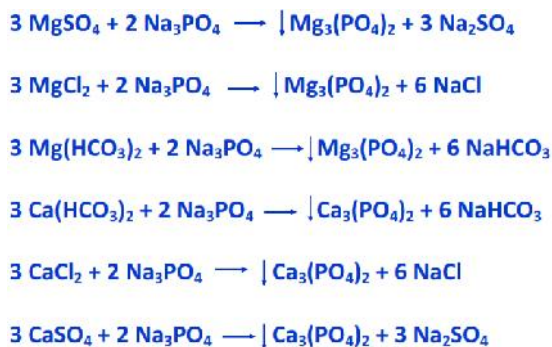 3 MgSO₄ + 2 Na₃PO₄ ⟶ ↓Mg₃(PO₄)₂ + 3 Na₂SO₄
3 MgCl₂ + 2 Na₃PO₄ ⟶ ↓Mg₃(PO₄)₂ + 6 NaCl
3 Mg(HCO₃)₂ + 2 Na₃PO₄ ⟶ ↓Mg₃(PO₄)₂ + 6 NaHCO₃
3 Ca(HCO₃)₂ + 2 Na₃PO₄ ⟶ ↓Ca₃(PO₄)₂ + 6 NaHCO₃
3 CaCl₂ + 2 Na₃PO₄ ⟶ ↓Ca₃(PO₄)₂ + 6 NaCl
3 CaSO₄ + 2 Na₃PO₄ ⟶ ↓Ca₃(PO₄)₂ + 3 Na₂SO₄